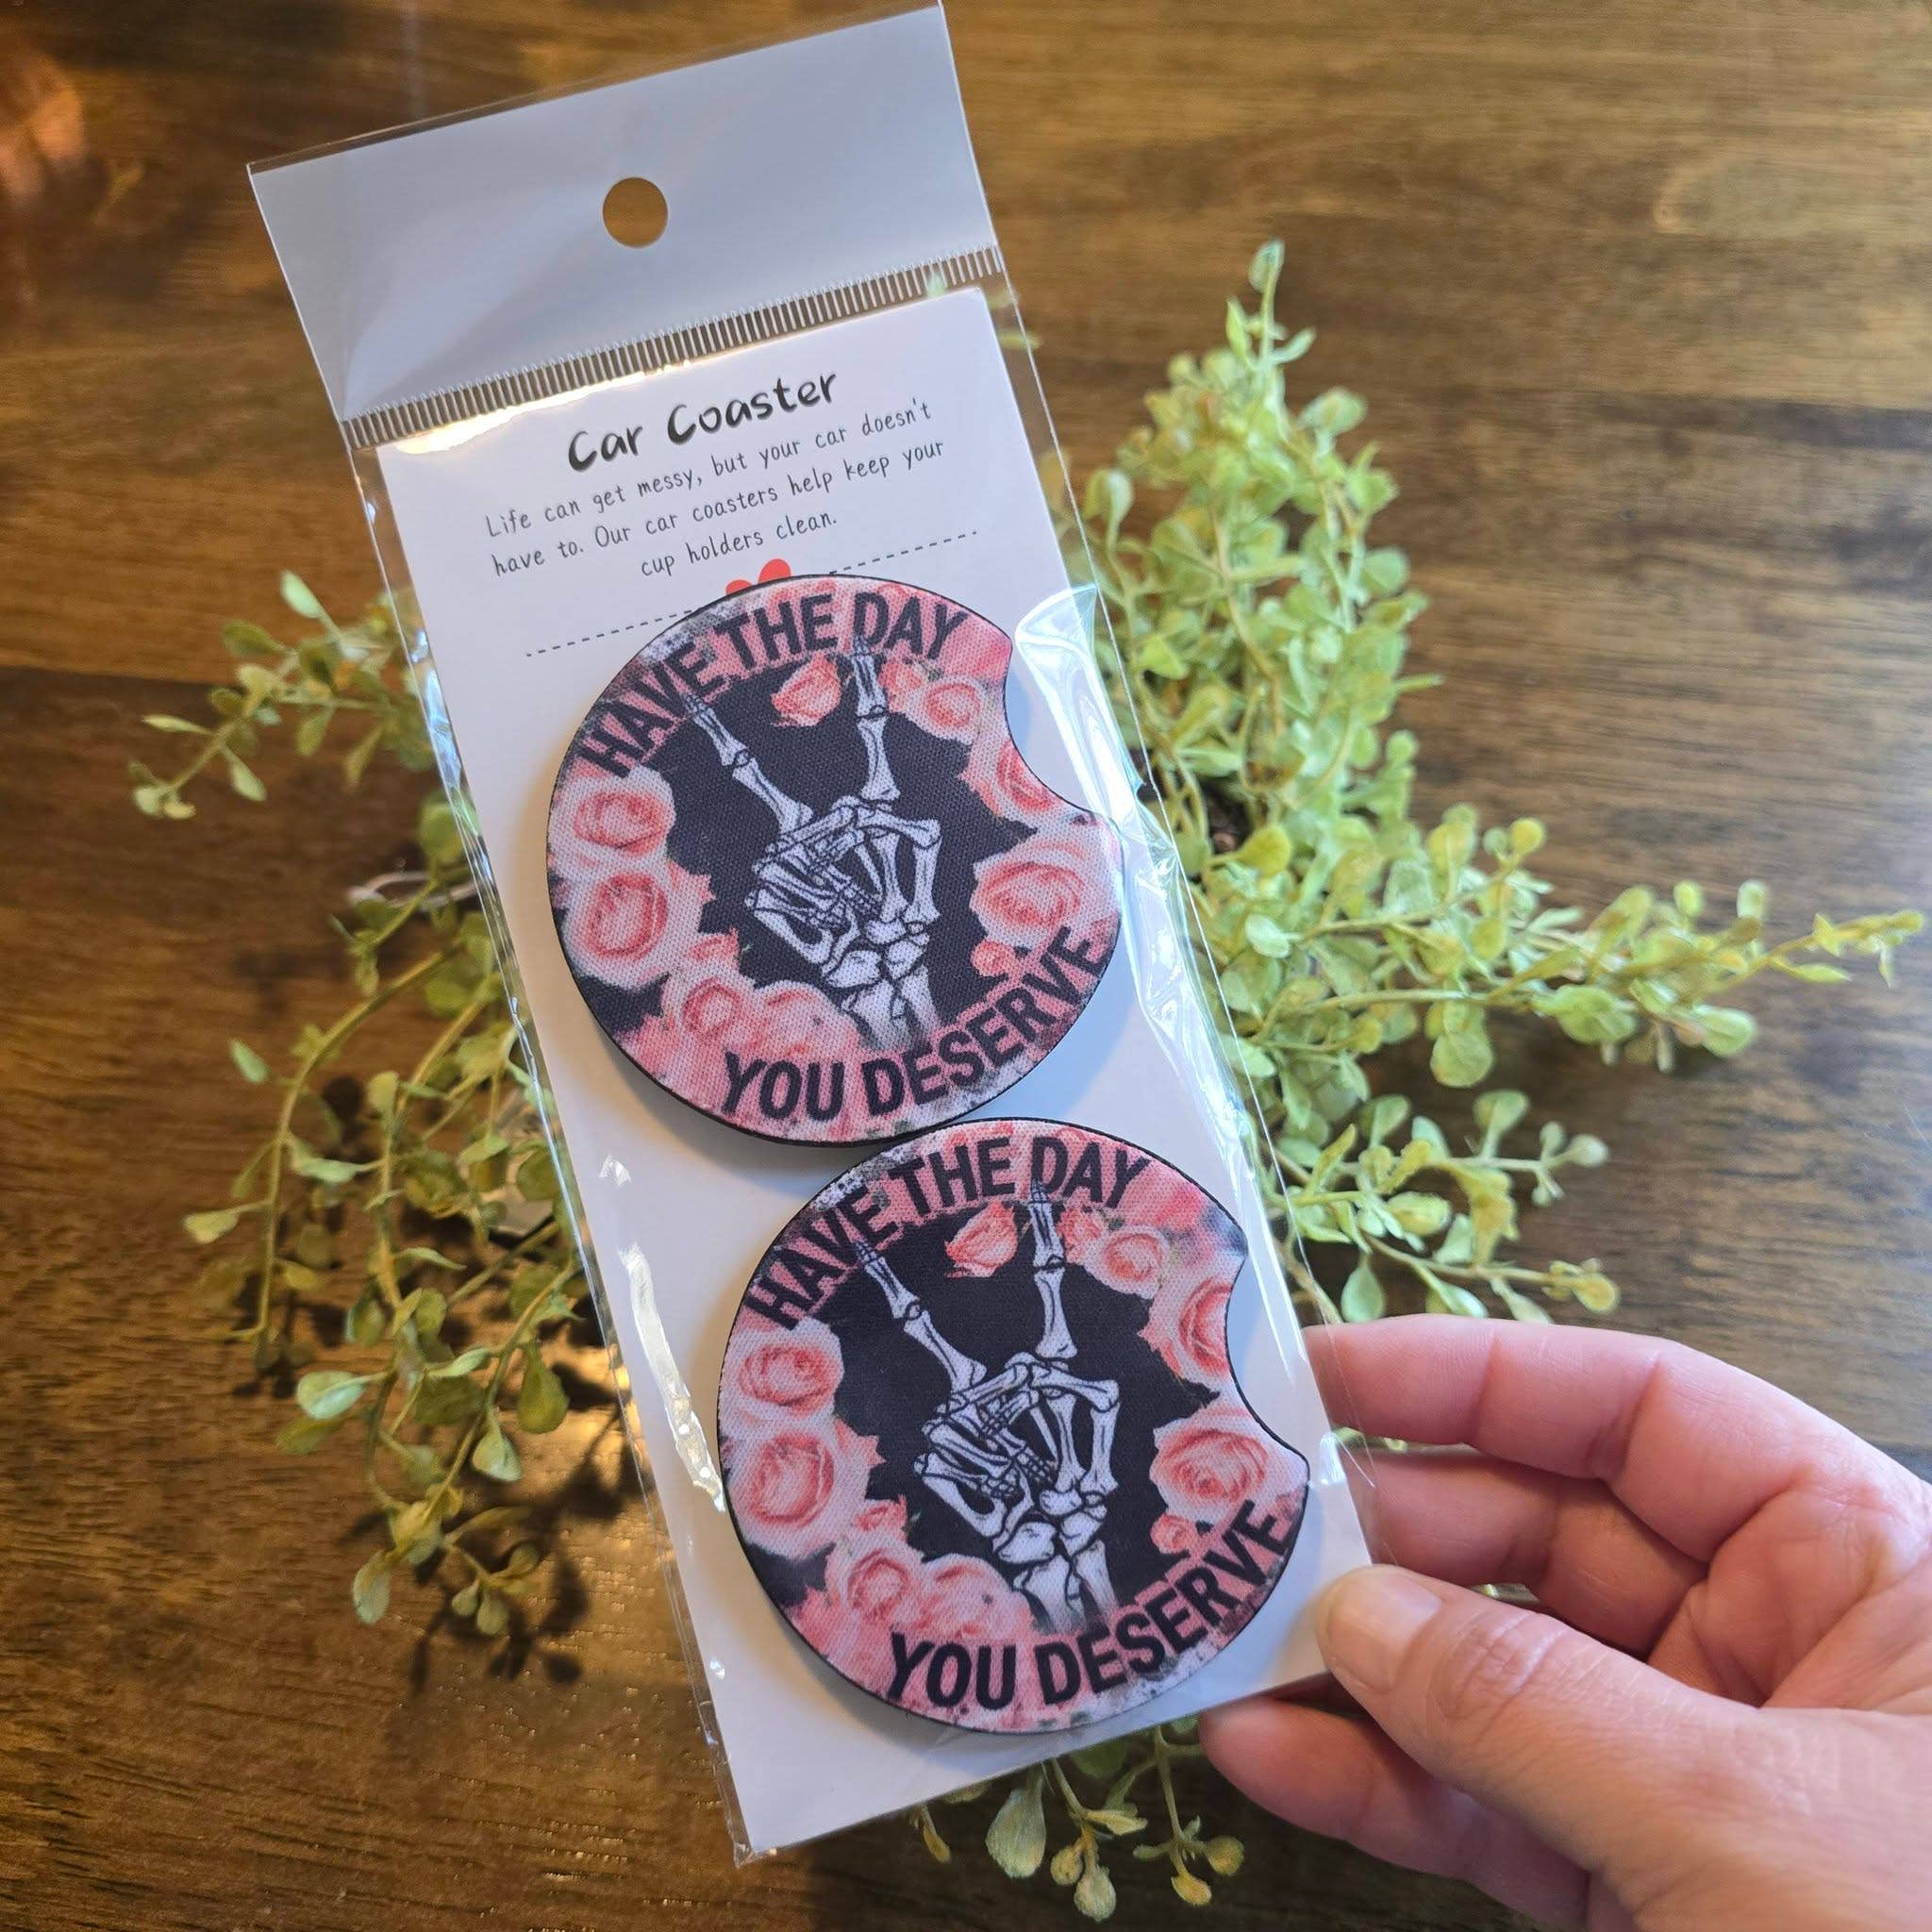 Car Coaster
Life can get messy, but your car doesn't
have to. Our car coasters help keep your
cup holders clean.
HAVE THE DAY
YOU DESERVE
HAVE THE DAY
YOU DESERVE